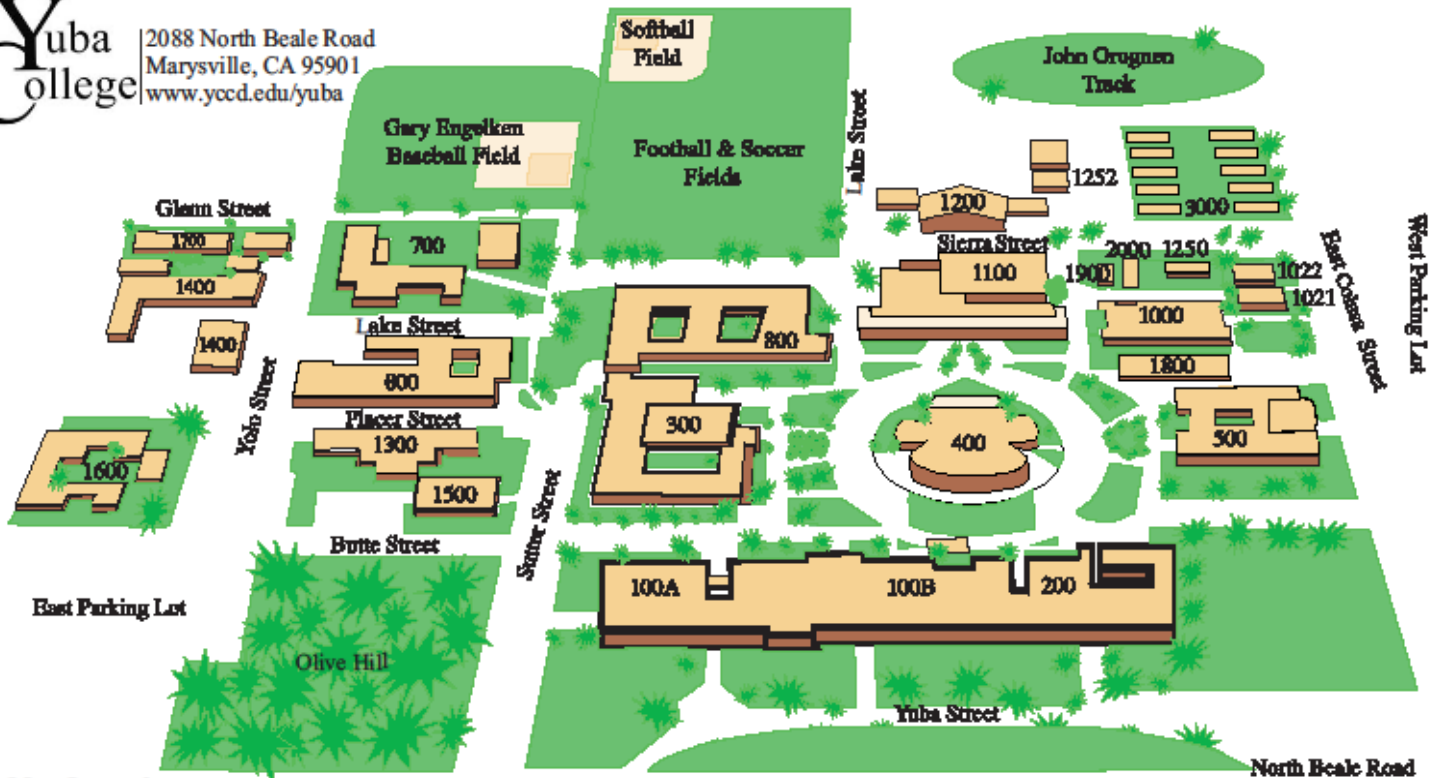 Yuba
College
2088 North Beale Road
Marysville, CA 95901
www.yccd.edu/yuba
Softball
Field
John Orognen
Track
Gary Engelken
Baseball Field
Football & Soccer
Fields
Lake Street
1252
1200
3000
Glenn Street
1700
700
Sierra Street
2000
1250
1900
1100
1022
1021
East Colusa Street
West Parking Lot
1400
Lake Street
800
1000
1400
1800
600
Yolo Street
Placer Street
300
400
500
1300
1600
1500
Sutter Street
Butte Street
100A
100B
200
East Parking Lot
Olive Hill
Yuba Street
North Beale Road